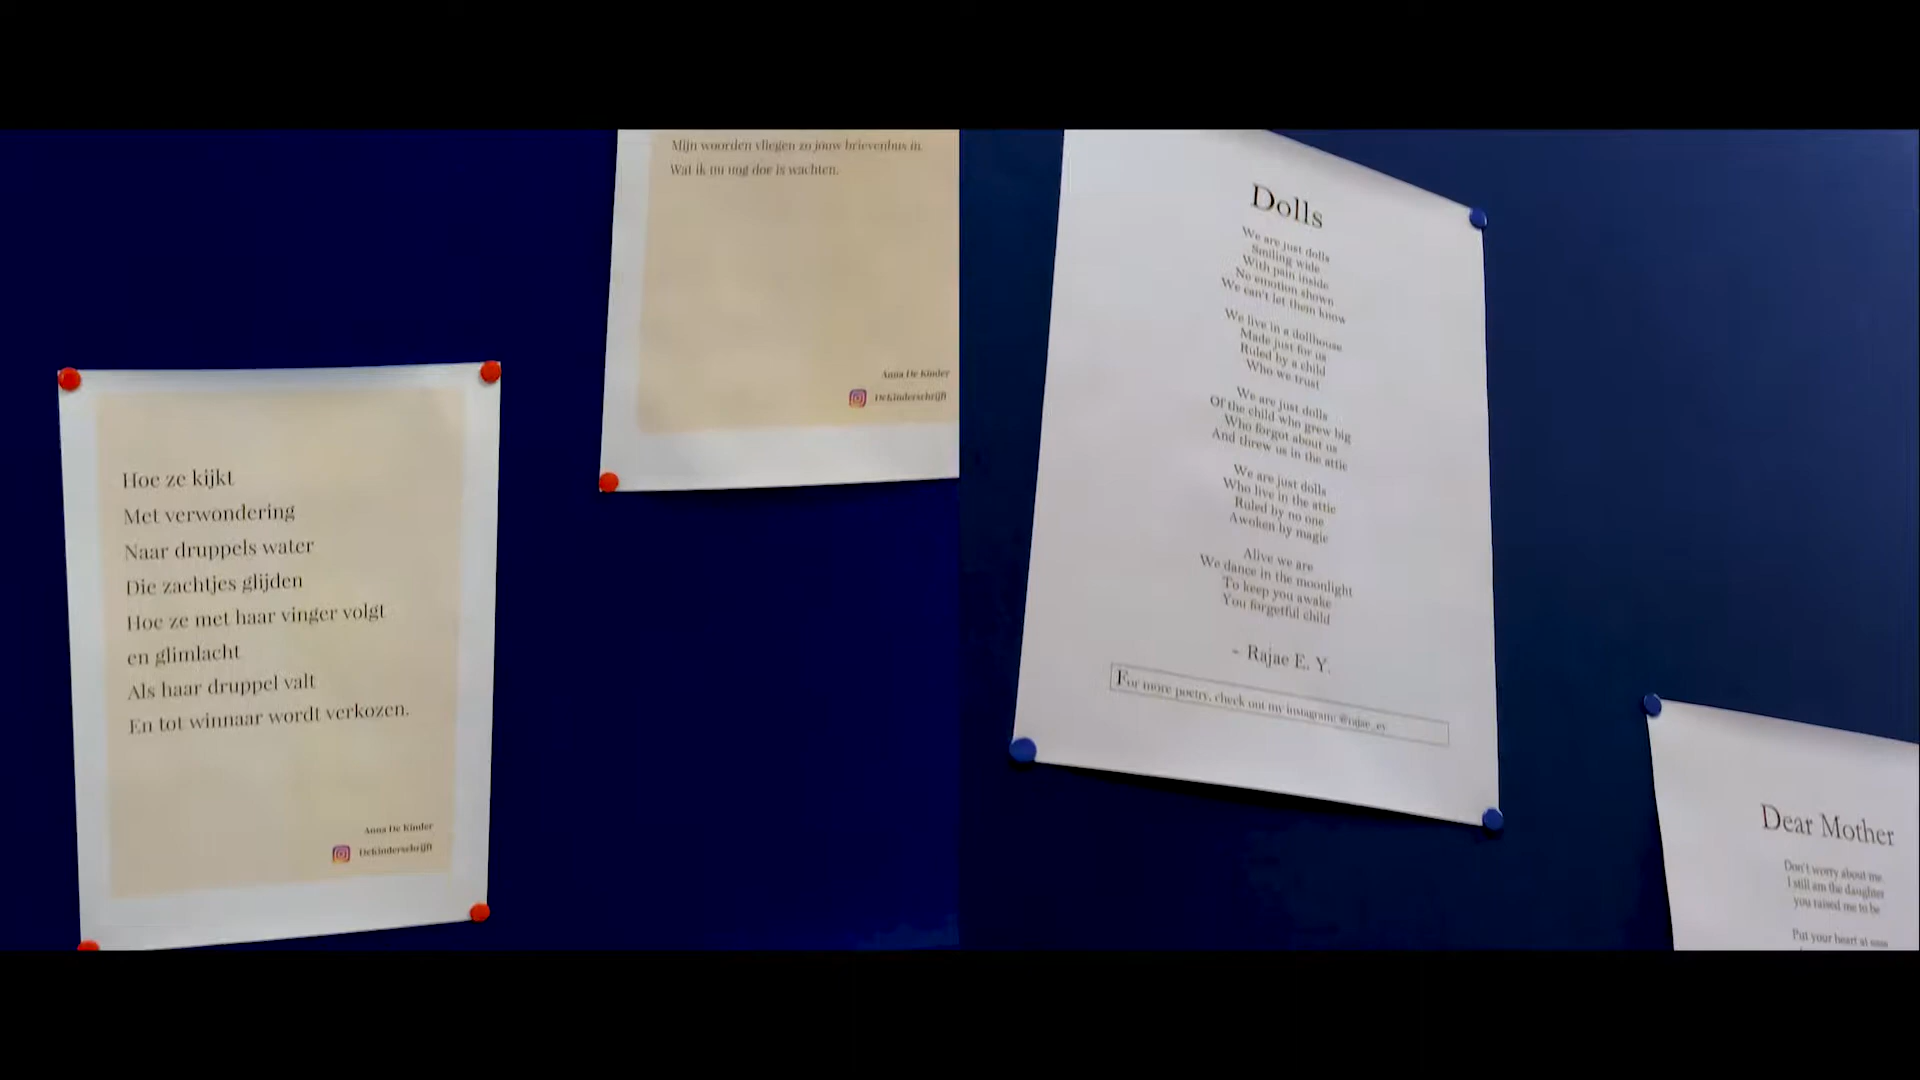 Mijn woorden vliegen zo jouw brievenbus in.
Wat ik nu nog doe is wachten.
Anna De Kinder
DeKinderschrijft
Hoe ze kijkt
Met verwondering
Naar druppels water
Die zachtjes glijden
Hoe ze met haar vinger volgt
en glimlacht
Als haar druppel valt
En tot winnaar wordt verkozen.
Anna De Kinder
DeKinderschrijft
Dolls
We are just dolls
Smiling wide
With pain inside
No emotion shown
We can't let them know
We live in a dollhouse
Made just for us
Ruled by a child
Who we trust
We are just dolls
Of the child who grew big
Who forgot about us
And threw us in the attic
We are just dolls
Who live in the attic
Ruled by no one
Awoken by magic
Alive we are
We dance in the moonlight
To keep you awake
You forgetful child
- Rajae E. Y.
For more poetry, check out my instagram: @rajae_ey
Dear Mother
Don't worry about me
I still am the daughter
you raised me to be
Put your heart at ease